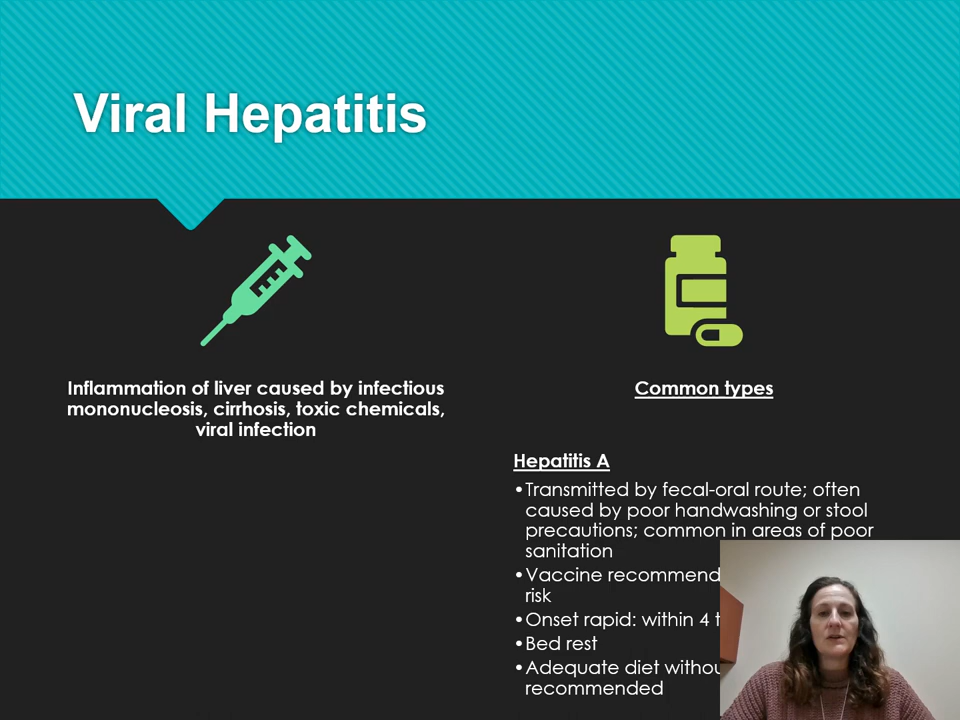 Viral Hepatitis
Inflammation of liver caused by infectious
mononucleosis, cirrhosis, toxic chemicals,
viral infection
Common types
Hepatitis A
•Transmitted by fecal-oral route; often
caused by poor handwashing or stool
precautions; common in areas of poor
sanitation
•Vaccine
risk
•Onset rapid: within 4
•Bed rest
•Adequate diet
recommended